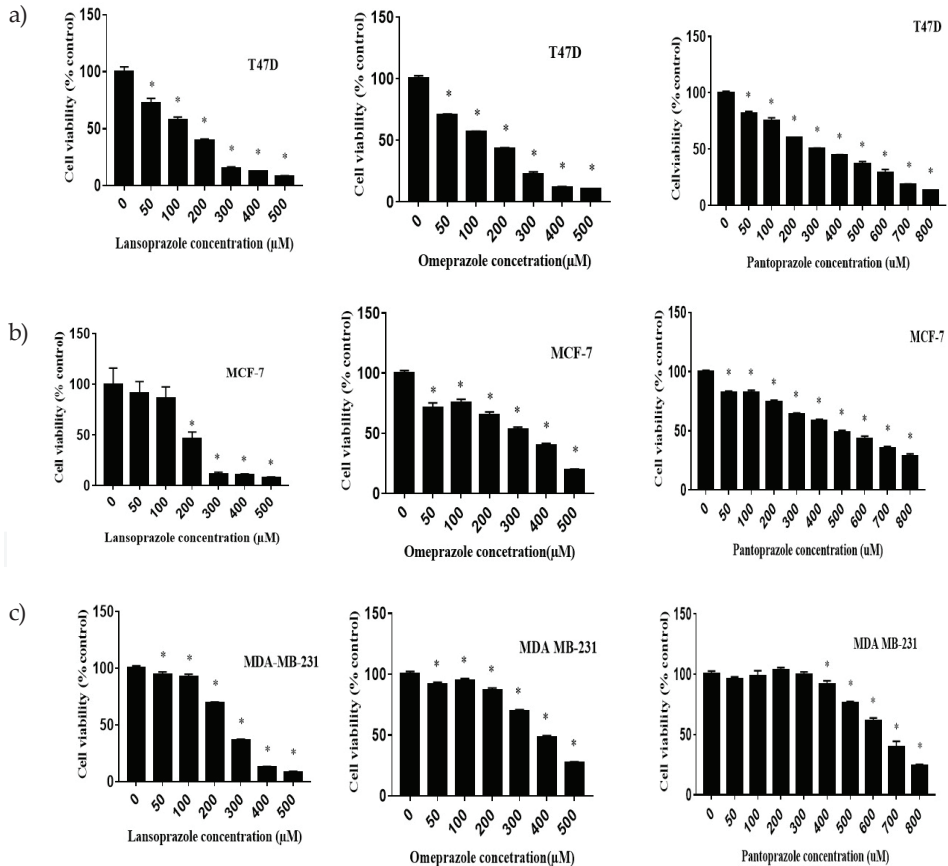 a)
Cell viability (% control)
150
100
50
0
T47D
* * * * * *
0 50 100 200 300 400 500
Lansoprazole concentration (µM)
Cell viability (% control)
150
100
50
0
T47D
* * * * * *
0 50 100 200 300 400 500
Omeprazole concetration(µM)
Cellviability (% control)
150
100
50
0
T47D
* * * * * * * * *
0 50 100 200 300 400 500 600 700 800
Pantoprazole concentration (uM)
b)
Cell viability (% control)
150
100
50
0
MCF-7
* * * *
0 50 100 200 300 400 500
Lansoprazole concentration (µM)
Cell viability (% control)
150
100
50
0
MCF-7
* * * * * *
0 50 100 200 300 400 500
Omeprazole concetration(µM)
Cell viability (% control)
150
100
50
0
MCF-7
* * * * * * * * *
0 50 100 200 300 400 500 600 700 800
Pantoprazole concentration (uM)
c)
Cell viability (% control)
150
100
50
0
MDA-MB-231
* * * * * *
0 50 100 200 300 400 500
Lansoprazole concentration (µM)
Cell viability (% control)
150
100
50
0
MDA MB-231
* * * * * *
0 50 100 200 300 400 500
Omeprazole concetration(µM)
Cell viability (% control)
150
100
50
0
MDA MB-231
* * * * *
0 50 100 200 300 400 500 600 700 800
Pantoprazole concentration (uM)